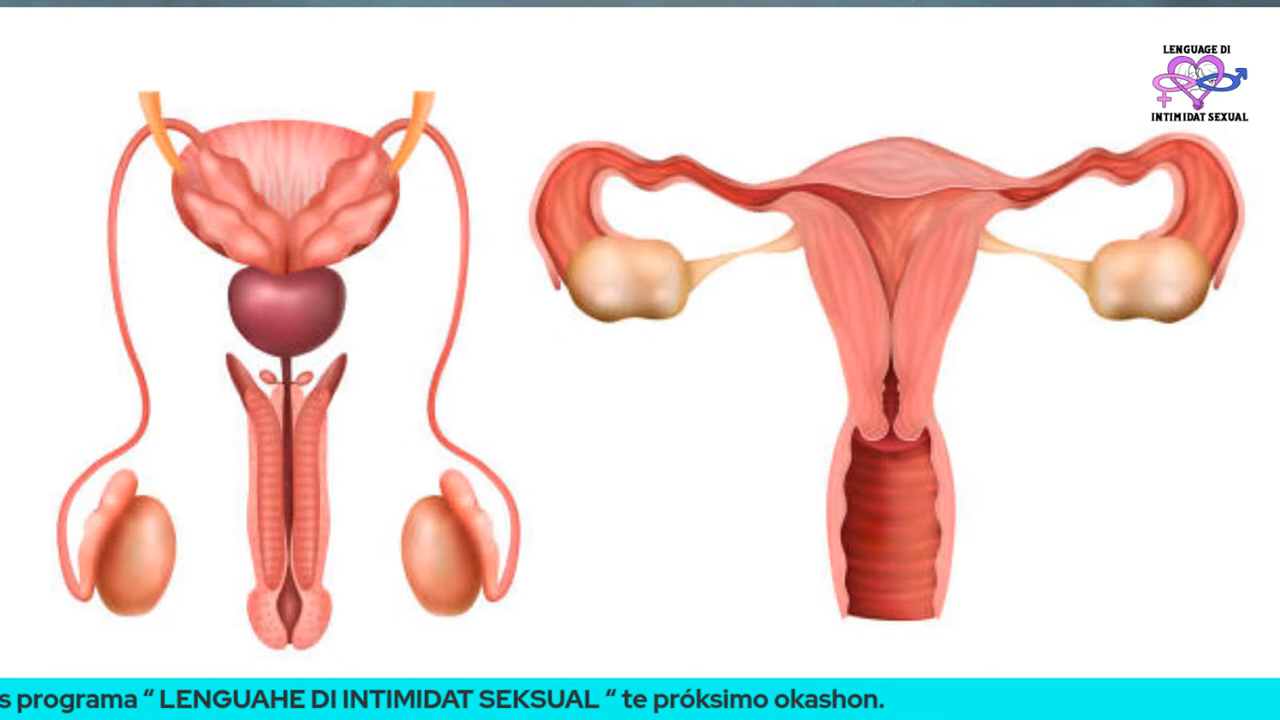 LENGUAGE DI
INTIMIDAT SEXUAL
s programa “ LENGUAHE DI INTIMIDAT SEKSUAL “ te próksimo okashon.